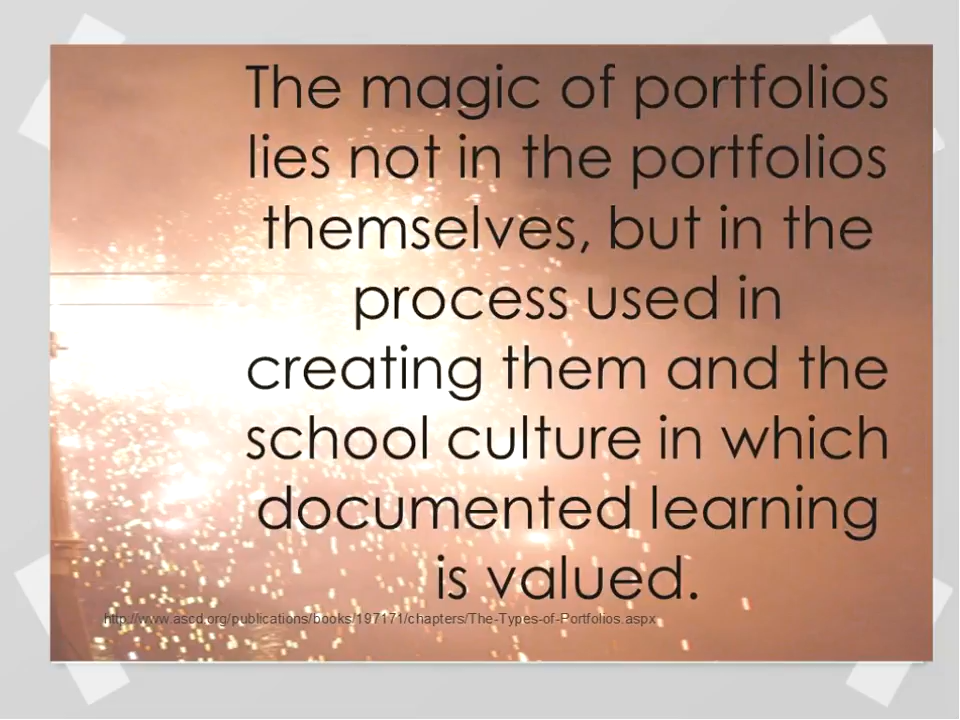 The magic of portfolios
lies not in the portfolios
themselves, but in the
process used in
creating them and the
school culture in which
documented learning
is valued.
http://www.ascd.org/publications/books/197171/chapters/The-Types-of-Portfolios.aspx